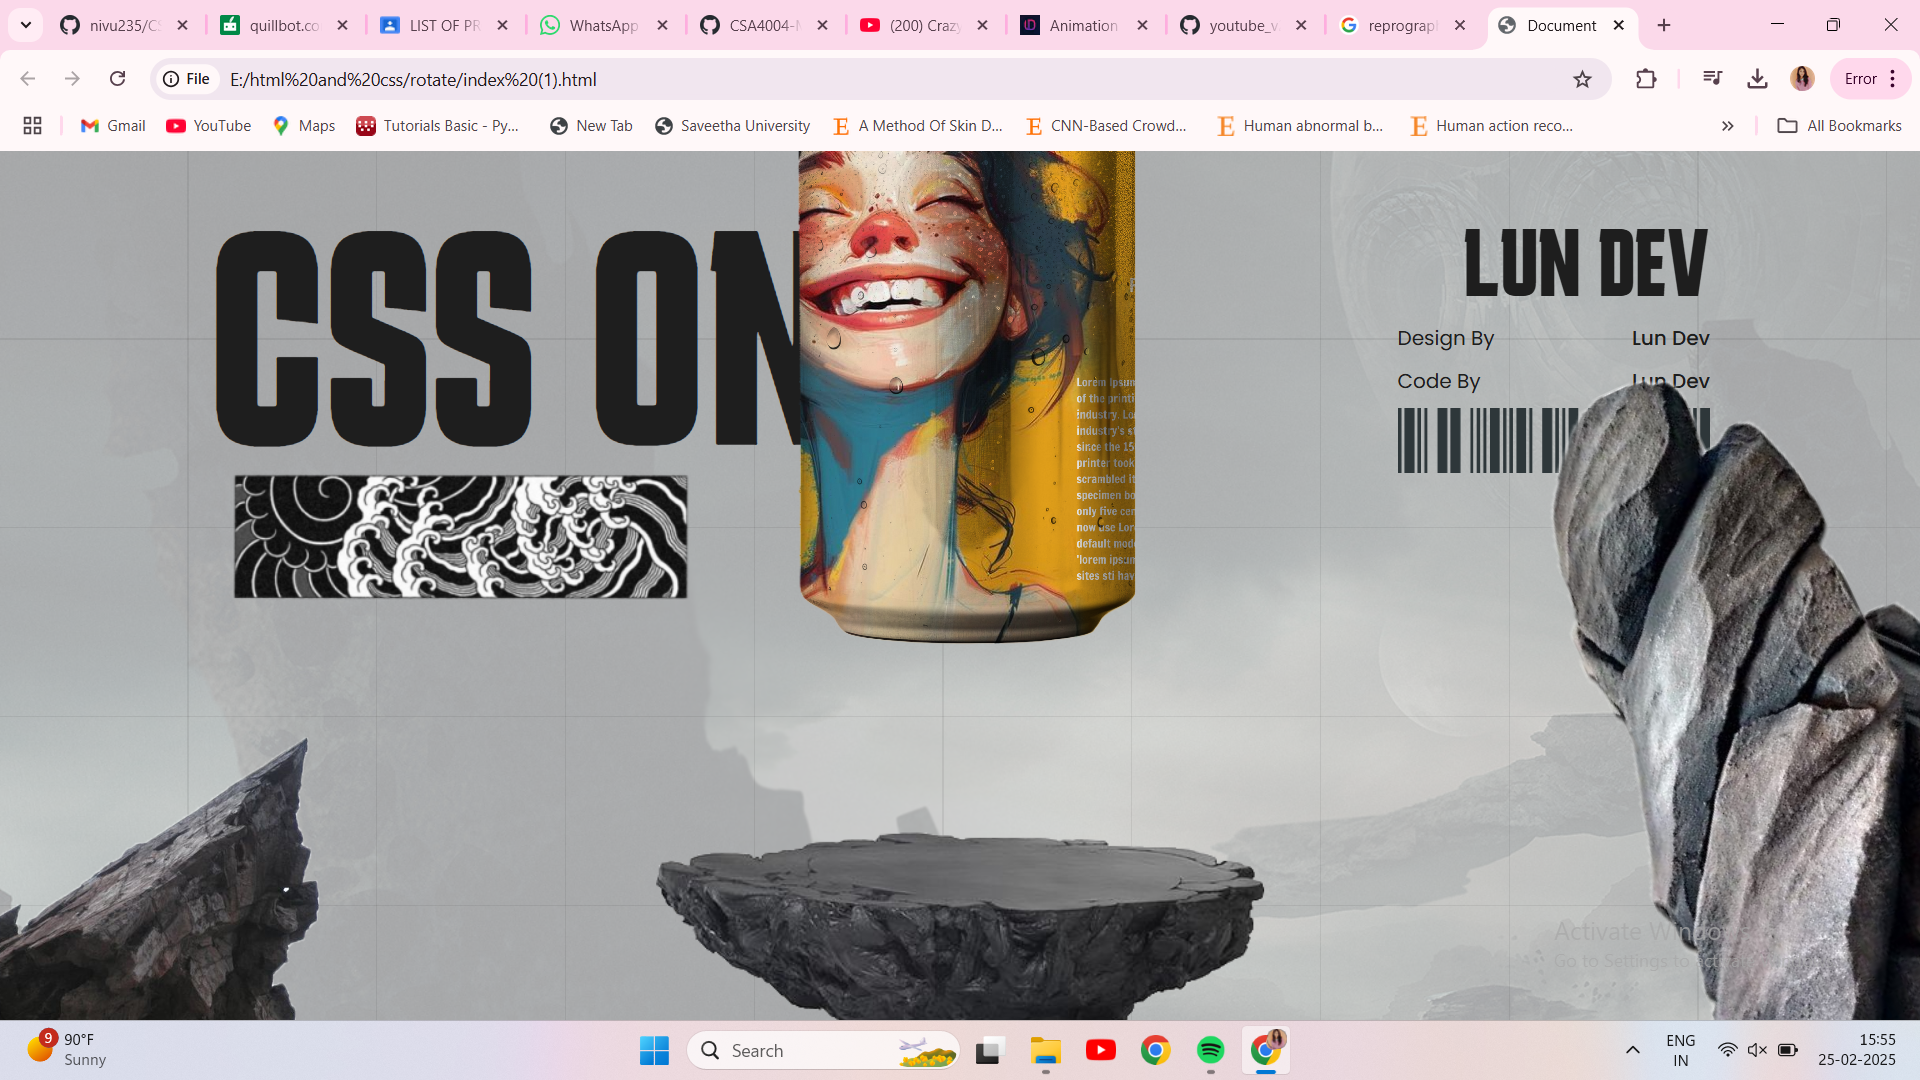 nivu235/CS
quillbot.co
LIST OF PR
WhatsApp
CSA4004-M
(200) Crazy
Animation
youtube_v
reprograph
Document
File
E:/html%20and%20css/rotate/index%20(1).html
Error
Gmail
YouTube
Maps
Tutorials Basic - Py...
New Tab
Saveetha University
A Method Of Skin D...
CNN-Based Crowd...
Human abnormal b...
Human action reco...
All Bookmarks
CSS ON
LUN DEV
Design By Lun Dev
Code By Lun Dev
Lorem Ipsum
of the printi
industry. Lo
industry's st
since the 15
printer took
scrambled it
specimen bo
only five cen
now use Lor
default mod
'lorem ipsum
sites sti hav
Activate Windo
Go to Settings to acti
9
90°F
Sunny
Search
ENG
IN
15:55
25-02-2025